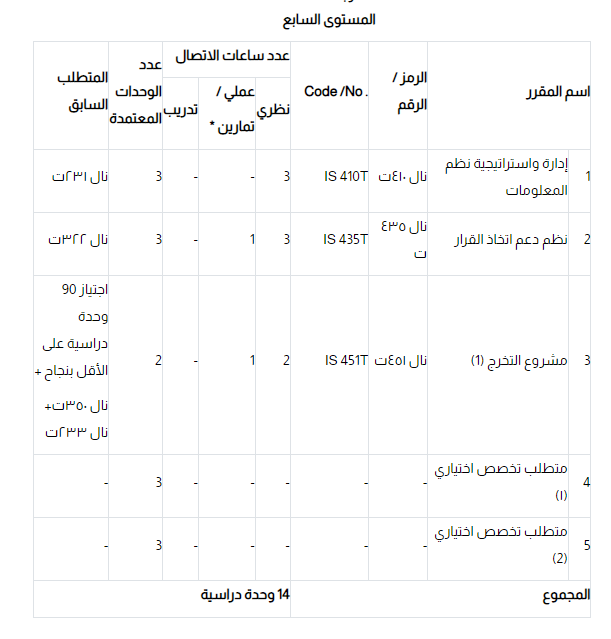 المستوى السابع
اسم المقرر
الرمز /
الرقم
Code /No .
عدد ساعات الاتصال
نظري
عملي /
تمارين *
تدريب
عدد
الوحدات
المعتمدة
المتطلب
السابق
1 إدارة واستراتيجية نظم
المعلومات
نال ٤١٠ت IS 410T 3 - - 3 نال ٢٣١ت
2 نظم دعم اتخاذ القرار
نال ٤٣٥
ت
IS 435T 3 1 - 3 نال ٣٢٢ت
3 مشروع التخرج (1) نال ٤٥١ت IS 451T 2 1 - 2
اجتياز 90
وحدة
دراسية على
الأقل بنجاح +
نال ٣٥٠ت+
نال ٢٣٣ت
4 متطلب تخصص اختياري
(١)
- - - - - 3 -
5 متطلب تخصص اختياري
(2)
- - - - - 3 -
المجموع 14 وحدة دراسية